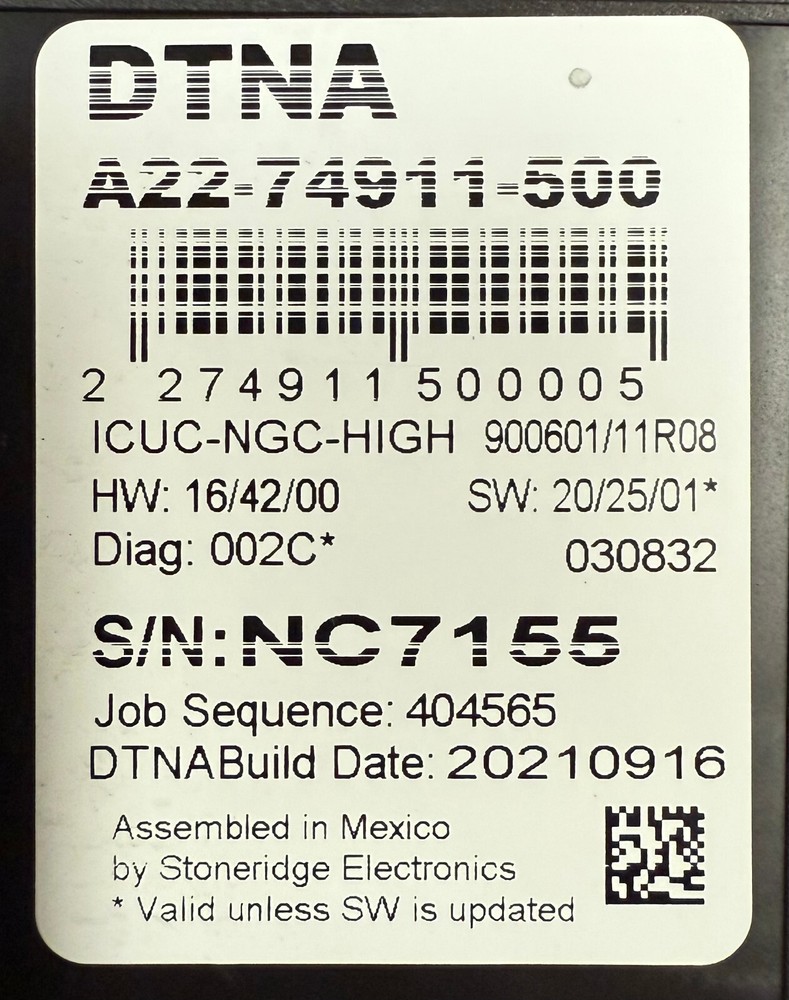 DTNA
A22-74911-500
2 274911 500005
ICUC-NGC-HIGH 900601/11R08
HW: 16/42/00 SW: 20/25/01*
Diag: 002C* 030832
S/N:NC7155
Job Sequence: 404565
DTNABuild Date: 20210916
Assembled in Mexico
by Stoneridge Electronics
* Valid unless SW is updated